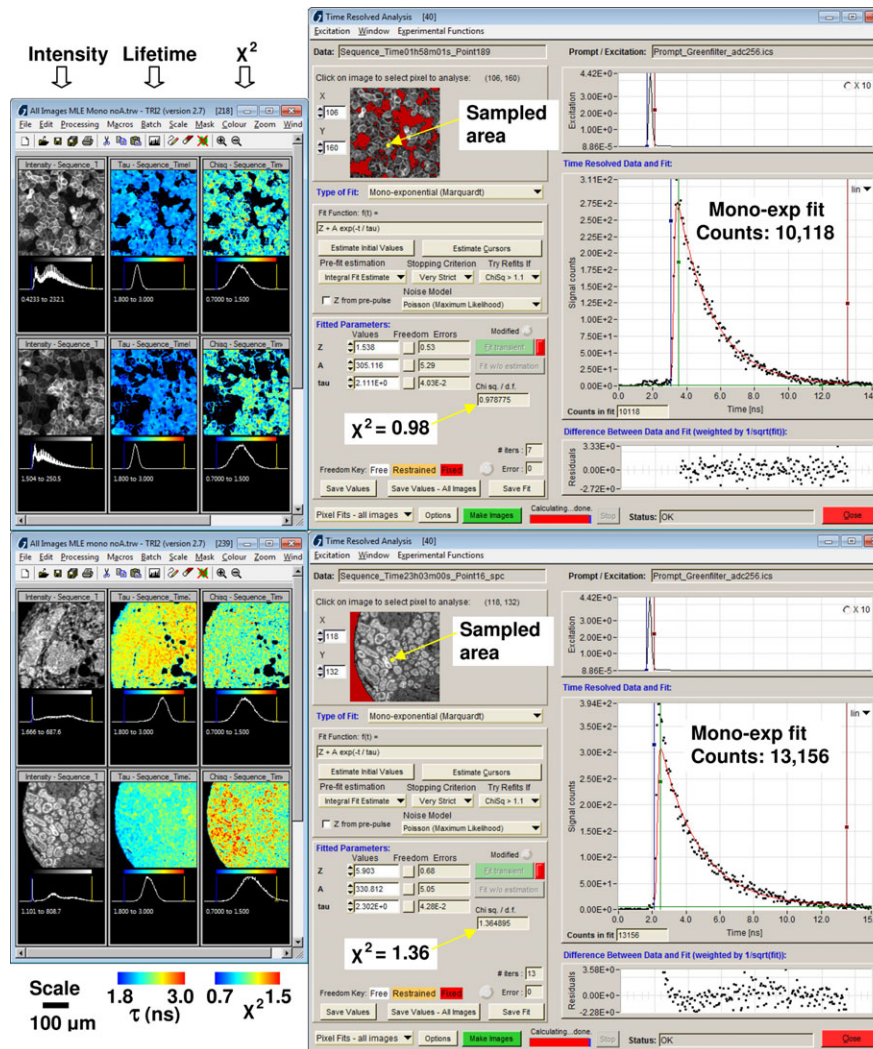 Intensity Lifetime χ²
Time Resolved Analysis [40]
Excitation Window Experimental Functions
Data: Sequence_Time01h58m01s_Point189
Prompt / Excitation: Prompt_Greenfilter_adc256.ics
Click on image to select pixel to analyse: (106, 160)
X
106
Y
160
Sampled
area
4.42E+0
3.00E+0
2.00E+0
1.00E+0
8.86E-5
Excitation
X 10
All Images MLE Mono noA.trw - TRI2 (version 2.7) [218]
File Edit Processing Macros Batch Scale Mask Colour Zoom Wind
Intensity - Sequence_1 Tau - Sequence_TimeI Chisq - Sequence_Time
0.4233 to 232.1 1.800 to 3.000 0.7000 to 1.500
Intensity - Sequence_1 Tau - Sequence_TimeI Chisq - Sequence_Time
1.504 to 250.5 1.800 to 3.000 0.7000 to 1.500
Type of Fit: Mono-exponential (Marquardt)
Fit Function: f(t) =
Z + A exp(-t / tau)
Estimate Initial Values Estimate Cursors
Pre-fit estimation Stopping Criterion Try Refits If
Integral Fit Estimate Very Strict ChiSq > 1.1
Noise Model
Z from pre-pulse Poisson (Maximum Likelihood)
Fitted Parameters:
Values Freedom Errors Modified
Z 1.538 0.53 Fit transient
A 305.116 5.29 Fit w/o estimation
tau 2.111E+0 4.03E-2 Chi sq. / d.f.
0.978775
χ² = 0.98
# iters : 7
Freedom Key: Free Restrained Fixed Error : 0
Save Values Save Values - All Images Save Fit
Pixel Fits - all images Options Make Images Calculating...done. Stop Status: OK Close
Time Resolved Data and Fit:
lin
Mono-exp fit
Counts: 10,118
3.11E+2
2.50E+2
2.25E+2
2.00E+2
1.75E+2
1.50E+2
1.25E+2
1.00E+2
7.50E+1
5.00E+1
2.50E+1
0.00E+0
Signal counts
0.0 2.0 4.0 6.0 8.0 10.0 12.0
Counts in fit 10118 Time [ns]
Difference Between Data and Fit (weighted by 1/sqrt(fit)):
3.33E+0
0.00E+0
-2.72E+0
Residuals
All Images MLE mono noA.trw - TRI2 (version 2.7) [239]
File Edit Processing Macros Batch Scale Mask Colour Zoom Wind
Intensity - Sequence_1 Tau - Sequence_Time: Chisq - Sequence_Time
1.666 to 687.6 1.800 to 3.000 0.7000 to 1.500
Intensity - Sequence_1 Tau - Sequence_Time: Chisq - Sequence_Time
1.101 to 808.7 1.800 to 3.000 0.7000 to 1.500
Scale
100 µm
1.8 3.0
τ (ns)
0.7 1.5
χ²
Time Resolved Analysis [40]
Excitation Window Experimental Functions
Data: Sequence_Time23h03m00s_Point16_spc
Prompt / Excitation: Prompt_Greenfilter_adc256.ics
Click on image to select pixel to analyse: (118, 132)
X
118
Y
132
Sampled
area
4.42E+0
3.00E+0
2.00E+0
1.00E+0
8.86E-5
Excitation
X 10
Type of Fit: Mono-exponential (Marquardt)
Fit Function: f(t) =
Z + A exp(-t / tau)
Estimate Initial Values Estimate Cursors
Pre-fit estimation Stopping Criterion Try Refits If
Integral Fit Estimate Very Strict ChiSq > 1.1
Noise Model
Z from pre-pulse Poisson (Maximum Likelihood)
Fitted Parameters:
Values Freedom Errors Modified
Z 5.903 0.68 Fit transient
A 330.812 5.05 Fit w/o estimation
tau 2.302E+0 4.28E-2 Chi sq. / d.f.
1.364895
χ² = 1.36
# iters : 13
Freedom Key: Free Restrained Fixed Error : 0
Save Values Save Values - All Images Save Fit
Pixel Fits - all images Options Make Images Calculating...done. Stop Status: OK Close
Time Resolved Data and Fit:
lin
Mono-exp fit
Counts: 13,156
3.94E+2
3.50E+2
3.00E+2
2.50E+2
2.00E+2
1.50E+2
1.00E+2
5.00E+1
0.00E+0
Signal counts
0.0 2.0 4.0 6.0 8.0 10.0 12.0
Counts in fit 13156 Time [ns]
Difference Between Data and Fit (weighted by 1/sqrt(fit)):
3.58E+0
0.00E+0
-2.28E+0
Residuals